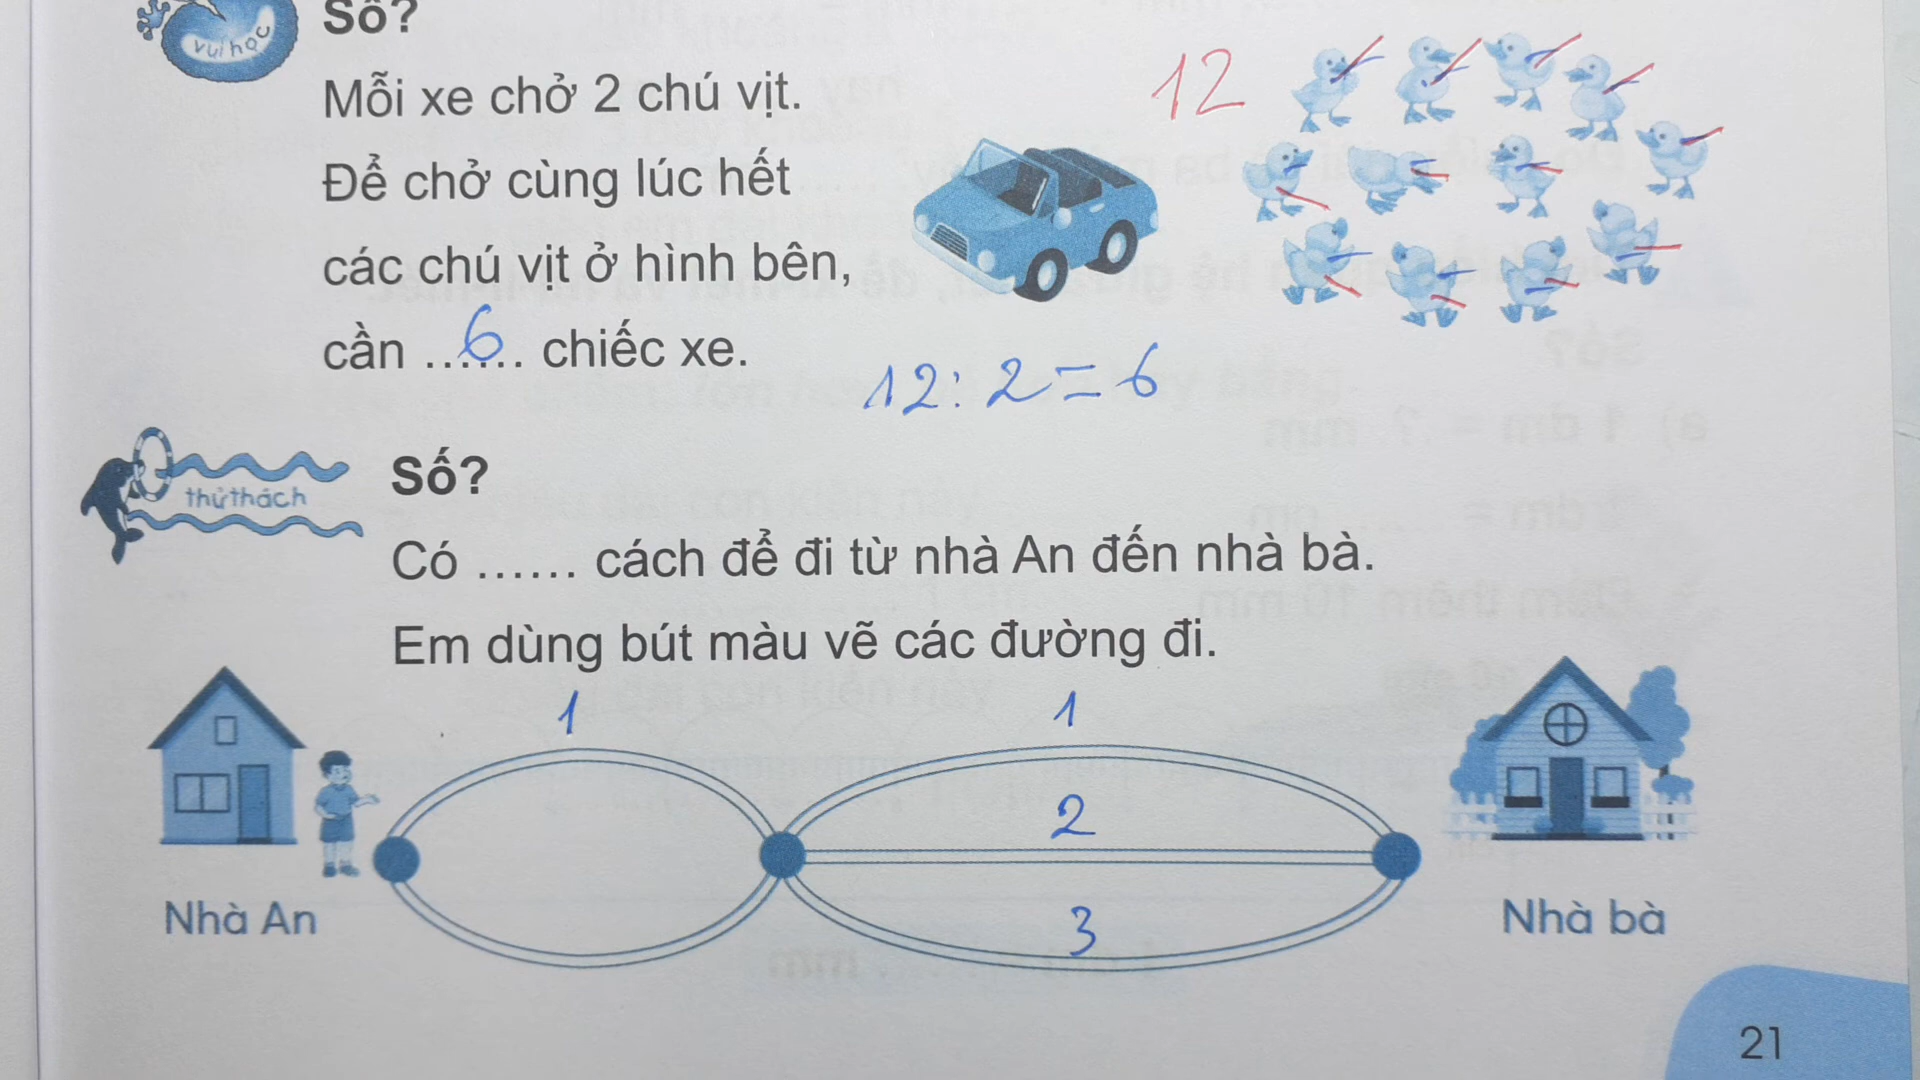 vui học
Số?
Mỗi xe chở 2 chú vịt.
Để chở cùng lúc hết
các chú vịt ở hình bên,
cần ...6... chiếc xe.
12
12 : 2 = 6
thử thách
Số?
Có ...... cách để đi từ nhà An đến nhà bà.
Em dùng bút màu vẽ các đường đi.
1 1
2
3
Nhà An Nhà bà
21